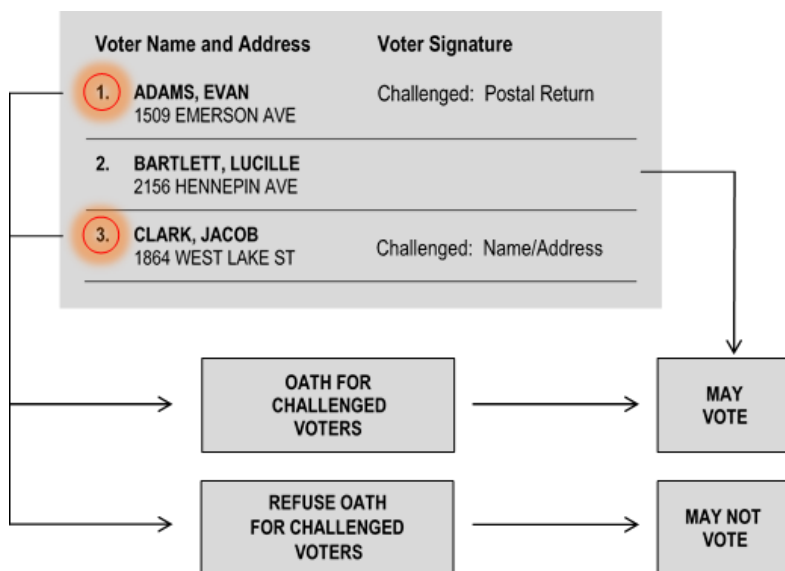 Voter Name and Address Voter Signature
1. ADAMS, EVAN Challenged: Postal Return
1509 EMERSON AVE
2. BARTLETT, LUCILLE
2156 HENNEPIN AVE
3. CLARK, JACOB
1864 WEST LAKE ST Challenged: Name/Address
OATH FOR
CHALLENGED
VOTERS
MAY
VOTE
REFUSE OATH
FOR CHALLENGED
VOTERS
MAY NOT
VOTE